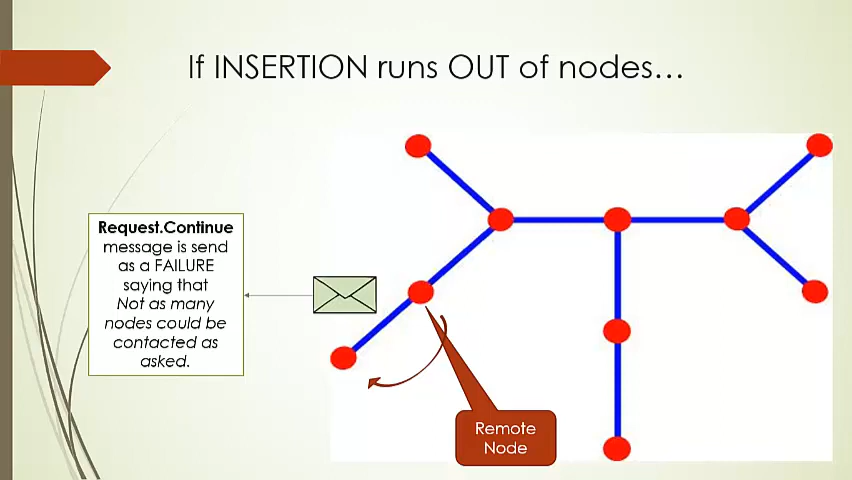 If INSERTION runs OUT of nodes…
Request.Continue
message is send
as a FAILURE
saying that
Not as many
nodes could be
contacted as
asked.
Remote
Node